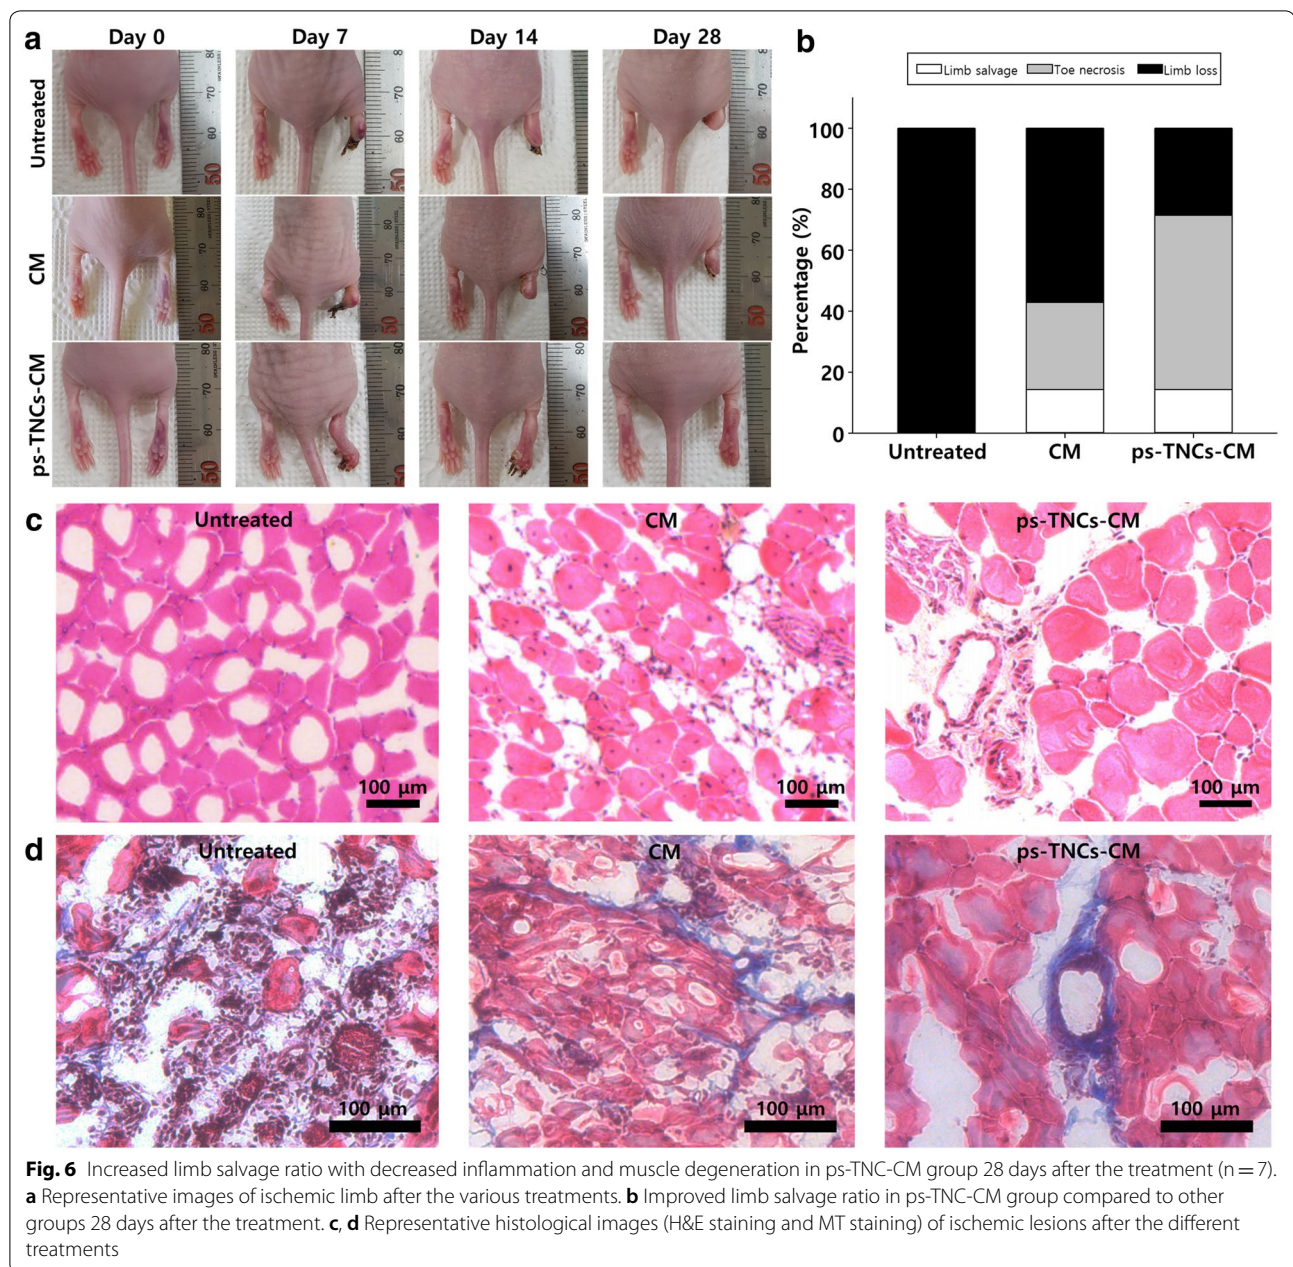 a
Day 0
Day 7
Day 14
Day 28
Untreated
CM
ps-TNCs-CM
80
70
60
50
b
Limb salvage
Toe necrosis
Limb loss
Percentage (%)
100
80
60
40
20
0
Untreated
CM
ps-TNCs-CM
c
Untreated
CM
ps-TNCs-CM
100 μm
100 μm
100 μm
d
Untreated
CM
ps-TNCs-CM
100 μm
100 μm
100 μm
Fig. 6 Increased limb salvage ratio with decreased inflammation and muscle degeneration in ps-TNC-CM group 28 days after the treatment (n = 7).
a Representative images of ischemic limb after the various treatments. b Improved limb salvage ratio in ps-TNC-CM group compared to other
groups 28 days after the treatment. c, d Representative histological images (H&E staining and MT staining) of ischemic lesions after the different
treatments